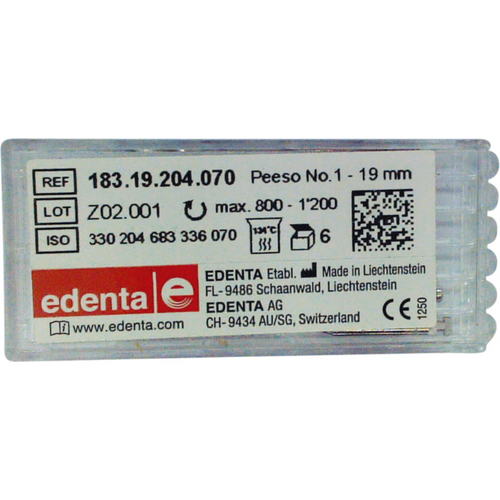 REF 183.19.204.070 Peeso No.1 - 19 mm
LOT Z02.001 max. 800 - 1'200
ISO 330 204 683 336 070 134°C 6
edenta e
www.edenta.com
EDENTA Etabl. Made in Liechtenstein
FL- 9486 Schaanwald, Liechtenstein
EDENTA AG
CH- 9434 AU/SG, Switzerland
CE 1250